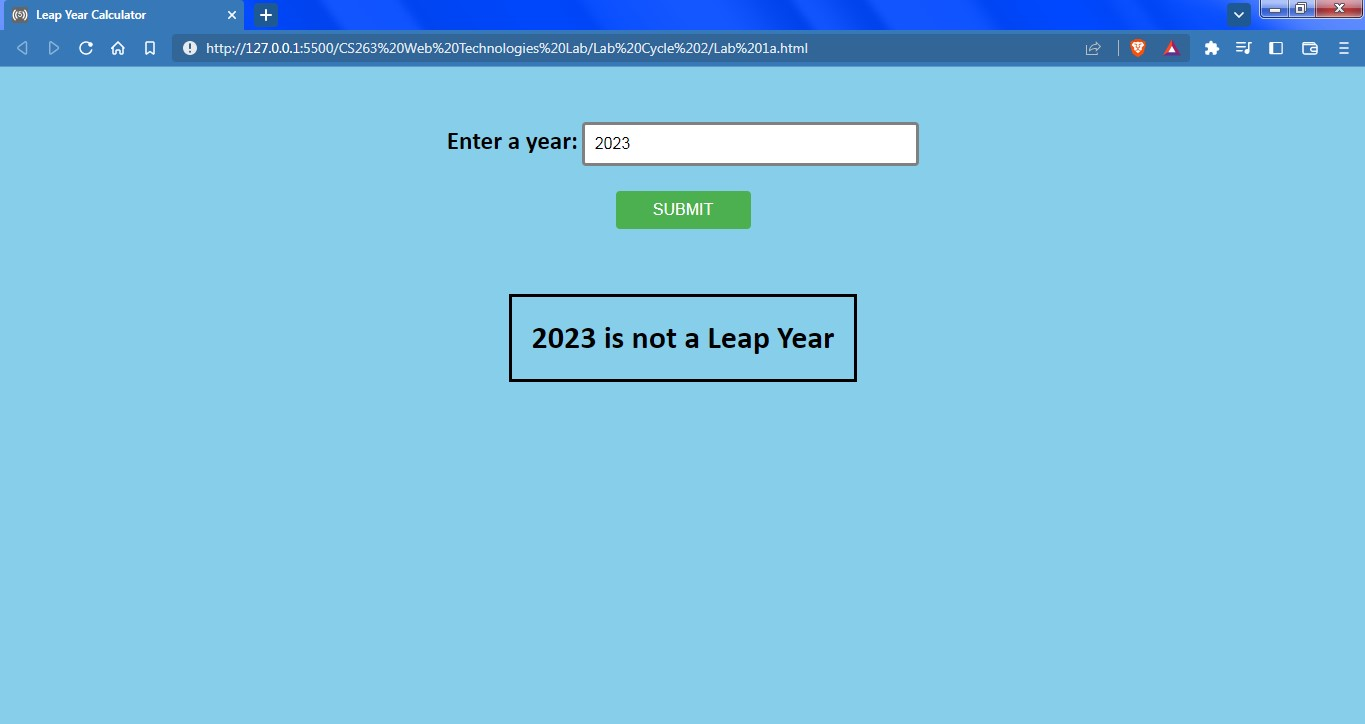 Leap Year Calculator
http://127.0.0.1:5500/CS263%20Web%20Technologies%20Lab/Lab%20Cycle%202/Lab%201a.html
Enter a year: 2023
SUBMIT
2023 is not a Leap Year